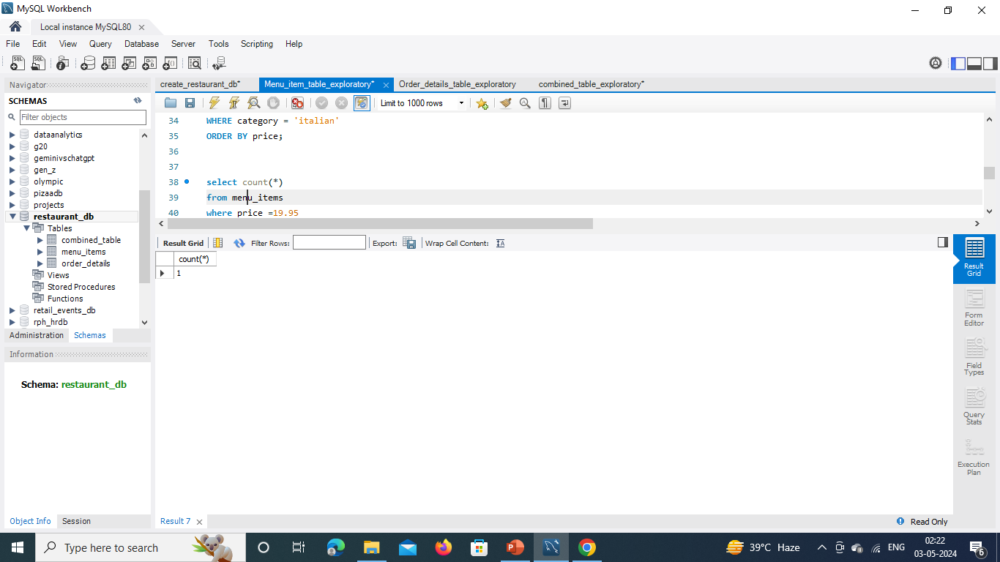 MySQL Workbench
Local instance MySQL80
File Edit View Query Database Server Tools Scripting Help
Navigator
SCHEMAS
Filter objects
dataanalytics
g20
geminivschatgpt
gen_z
olympic
pizaadb
projects
restaurant_db
Tables
combined_table
menu_items
order_details
Views
Stored Procedures
Functions
retail_events_db
rph_hrdb
Administration Schemas
Information
Schema: restaurant_db
Object Info Session
create_restaurant_db* Menu_item_table_exploratory* Order_details_table_exploratory combined_table_exploratory*
Limit to 1000 rows
34 WHERE category = 'italian'
35 ORDER BY price;
36
37
38 select count(*)
39 from menu_items
40 where price =19.95
Result Grid Filter Rows: Export: Wrap Cell Content:
count(*)
1
Result Grid
Form Editor
Field Types
Query Stats
Execution Plan
Result 7
Read Only
Type here to search
39°C Haze
ENG
02:22
03-05-2024
6